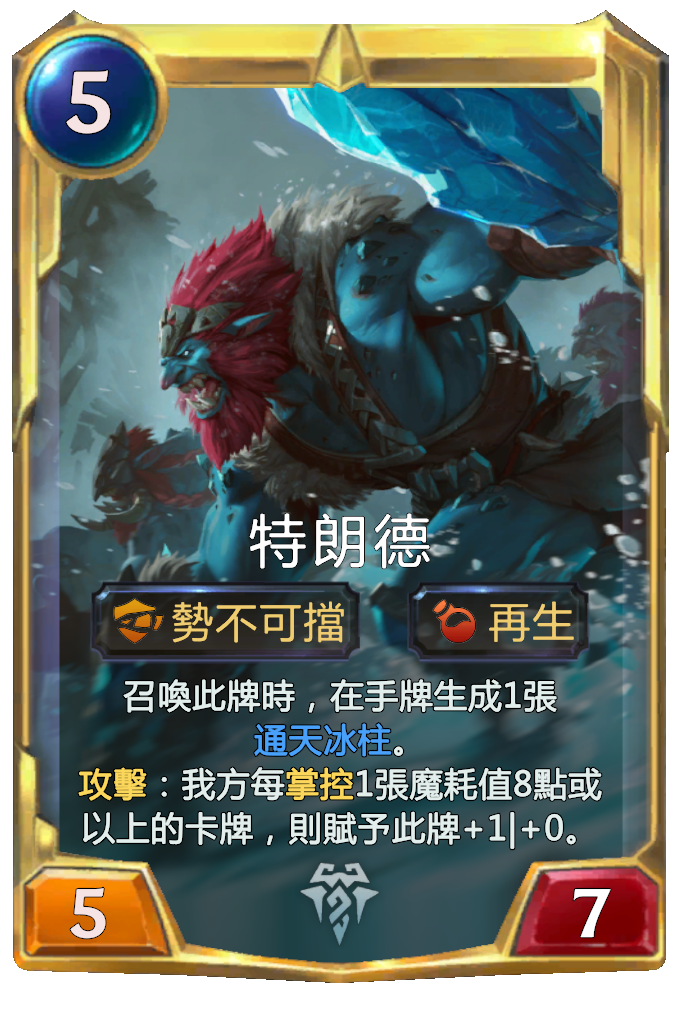 5
特朗德
勢不可擋 再生
召喚此牌時，在手牌生成1張
通天冰柱。
攻擊：我方每掌控1張魔耗值8點或
以上的卡牌，則賦予此牌+1|+0。
5 7